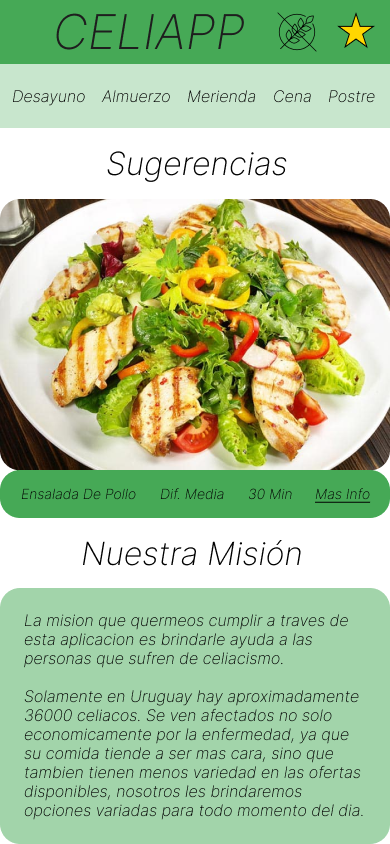 CELIAPP
Desayuno Almuerzo Merienda Cena Postre
Sugerencias
Ensalada De Pollo Dif. Media 30 Min Mas Info
Nuestra Misión
La mision que quermeos cumplir a traves de
esta aplicacion es brindarle ayuda a las
personas que sufren de celiacismo.
Solamente en Uruguay hay aproximadamente
36000 celiacos. Se ven afectados no solo
economicamente por la enfermedad, ya que
su comida tiende a ser mas cara, sino que
tambien tienen menos variedad en las ofertas
disponibles, nosotros les brindaremos
opciones variadas para todo momento del dia.